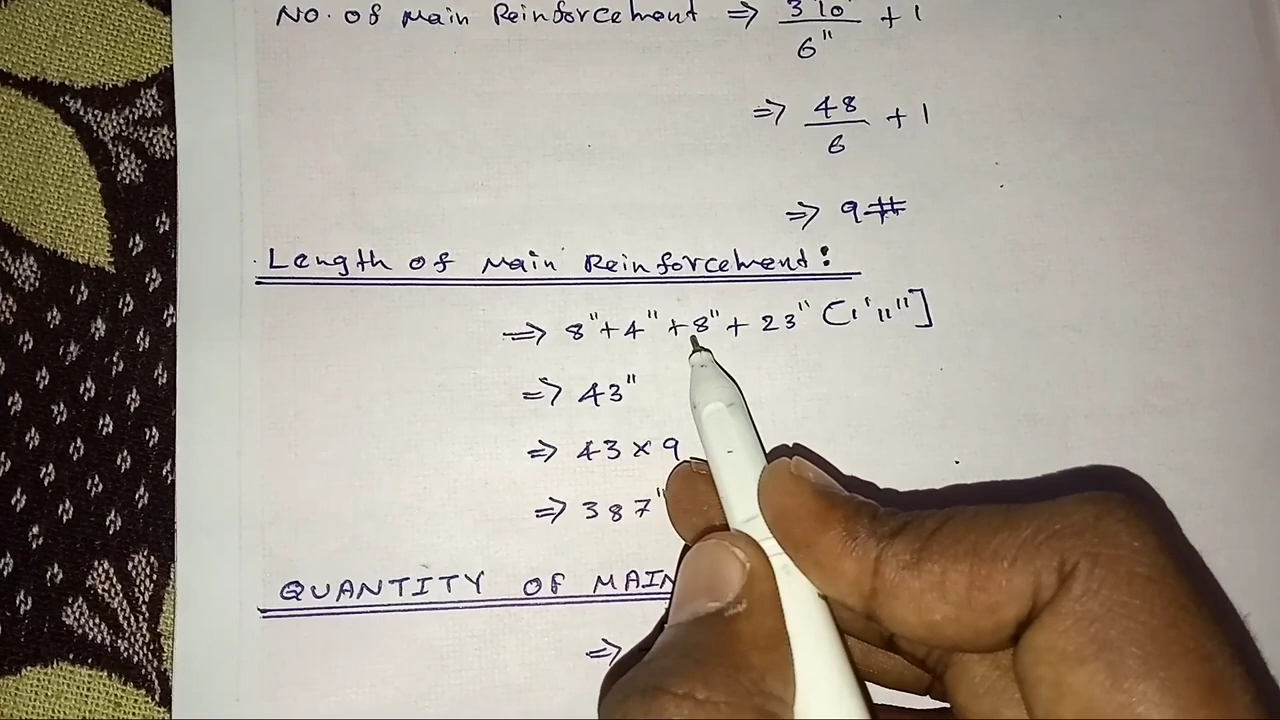 No. of Main Reinforcement ⇒ 3'10"/6" + 1
⇒ 48/6 + 1
⇒ 9#
Length of Main Reinforcement:
⇒ 8"+4"+8"+23" (1'11"]
⇒ 43"
⇒ 43×9
⇒ 387"
QUANTITY OF MAIN
⇒